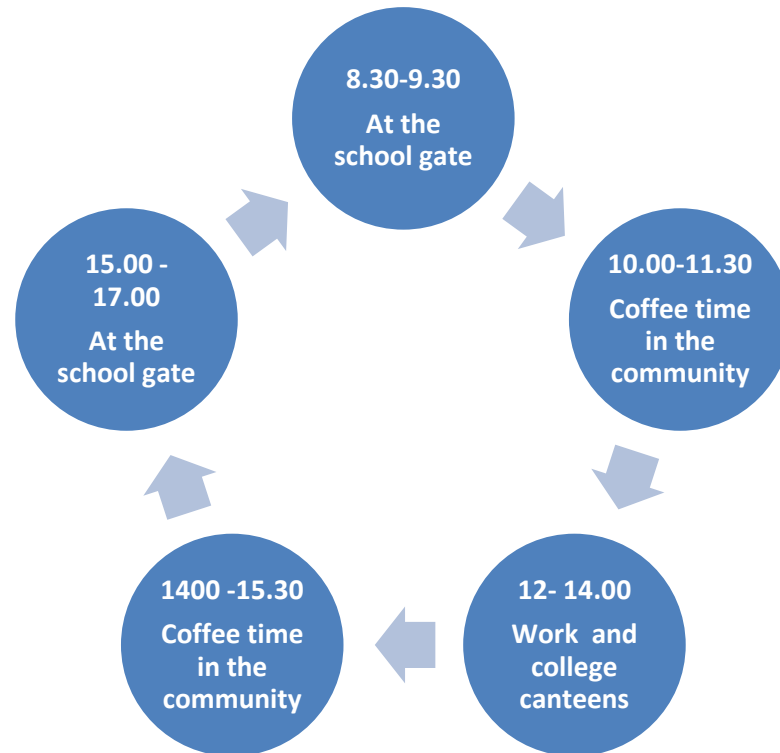 8.30-9.30
At the
school gate
10.00-11.30
Coffee time
in the
community
12- 14.00
Work  and
college
canteens
1400 -15.30
Coffee time
in the
community
15.00 -
17.00
At the
school gate